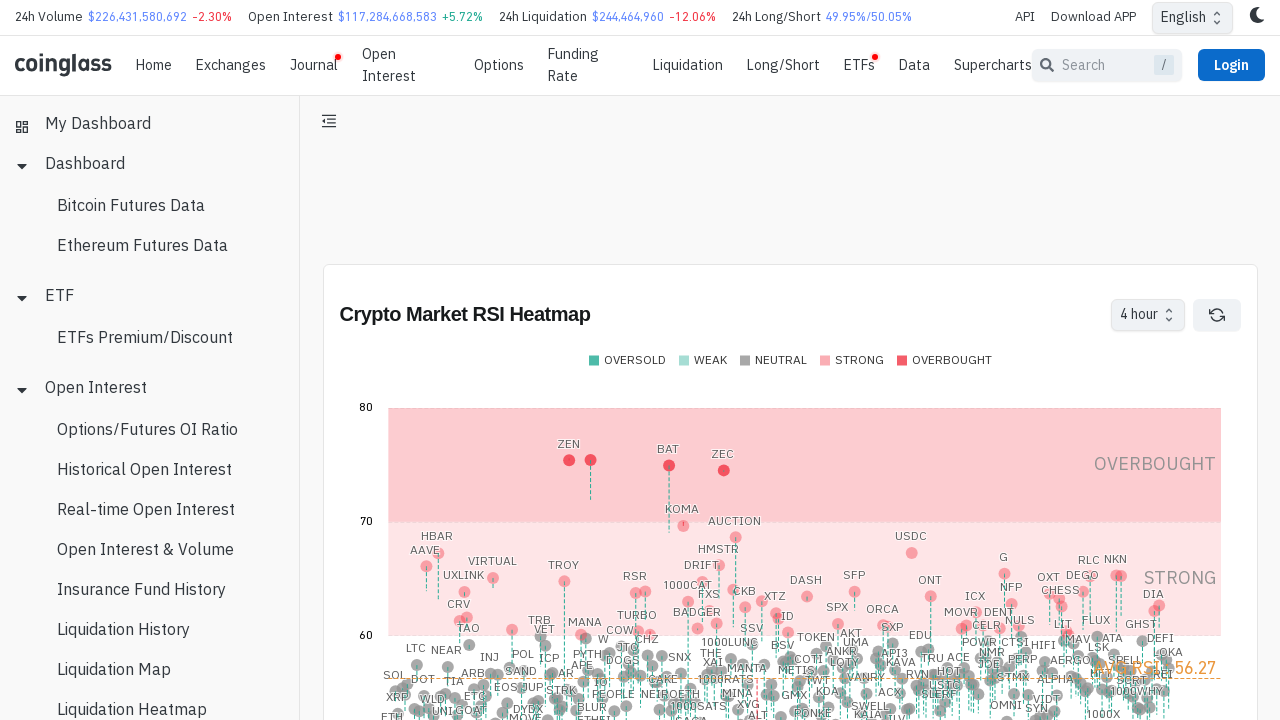 24h Volume $226,431,580,692 -2.30% Open Interest $117,284,668,583 +5.72% 24h Liquidation $244,464,960 -12.06% 24h Long/Short 49.95%/50.05% API Download APP English
coinglass Home Exchanges Journal Open Interest Options Funding Rate Liquidation Long/Short ETFs Data Supercharts Search / Login
My Dashboard
Dashboard
Bitcoin Futures Data
Ethereum Futures Data
ETF
ETFs Premium/Discount
Open Interest
Options/Futures OI Ratio
Historical Open Interest
Real-time Open Interest
Open Interest & Volume
Insurance Fund History
Liquidation History
Liquidation Map
Liquidation Heatmap
Crypto Market RSI Heatmap 4 hour
OVERSOLD WEAK NEUTRAL STRONG OVERBOUGHT
80
ZEN BAT ZEC
OVERBOUGHT
KOMA
70 AUCTION
HBAR USDC
AAVE HMSTR
VIRTUAL TROY DRIFT G RLC NKN
UXLINK RSR 1000CAT DASH SFP ONT OXT DEGO STRONG
FXS CKB XTZ ICX NFP CHESS DIA
CRV BADGER SPX ORCA MOVR DENT
TAO TRB MANA TURBO ID CELR NULS LIT FLUX GHST
60 VET COW SSV AKT SXP EDU
LTC NEAR W CHZ 1000LUNC TOKEN UMA POWR CTSI HIFI MAV ATA DEFI
INJ POL ICP PYTH JTO SNX THE BSV COTI ANKR API3 TRU ACE NMR PERP AERGO LSK LOKA
SOL DOT ARB SAND AR APE DOGS XAI MANTA METIS LQTY KAVA JOE SPELL AVG RSI: 56.27
TIA EOS JUP STRK IO CAKE 1000RATS TWT VANRY RVN HOT STMX ALPHA REI
XRP WLD ETC PEOPLE NEIROETH MINA GMX KDA ACX LSTC SLERF 1000WHY
ETH UNI GOAT DYDX BLUR 1000SATS XVG SWELL OMNI VIDT
MOVE ETHFI ALT PONKE KAIA SYN 1000X